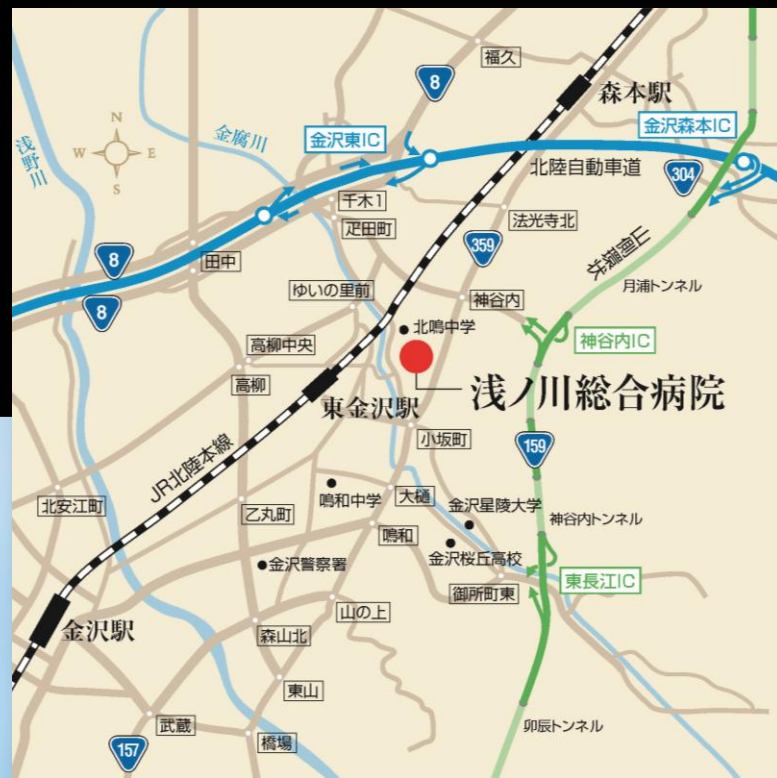 福久
8
森本駅
N
W
E
S
浅野川
金腐川
金沢東IC
金沢森本IC
北陸自動車道
304
千木1
疋田町
法光寺北
359
山側環状
8
田中
8
ゆいの里前
神谷内
月浦トンネル
北鳴中学
神谷内IC
高柳中央
高柳
浅ノ川総合病院
東金沢駅
小坂町
159
JR北陸本線
北安江町
乙丸町
鳴和中学
大樋
金沢星陵大学
神谷内トンネル
鳴和
金沢桜丘高校
金沢警察署
東長江IC
御所町東
金沢駅
山の上
森山北
東山
武蔵
橋場
卯辰トンネル
157